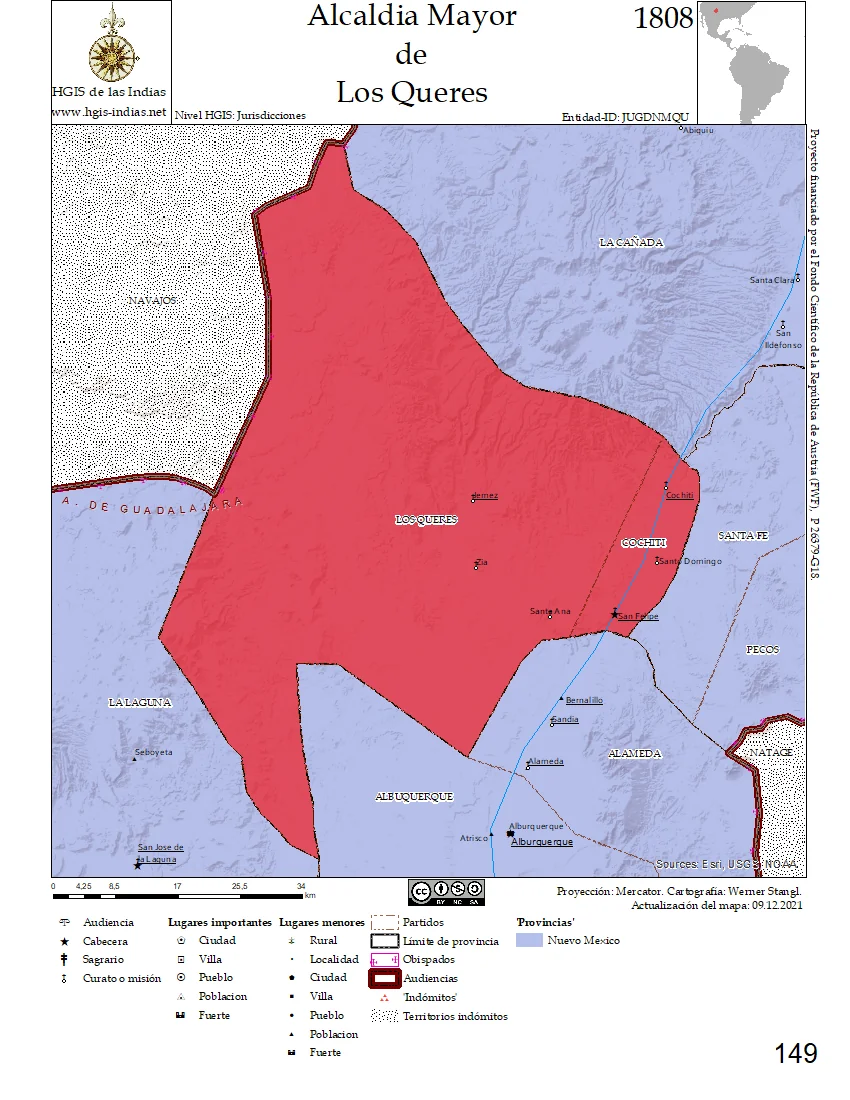 Alcaldia Mayor
de
Los Queres
1808
HGIS de las Indias
www.hgis-indias.net
Nivel HGIS: Jurisdicciones
Entidad-ID: JUGDNMQU
Proyecto financiado por el Fondo Científico de la República de Austria (FWF), P 26379-G18.
Abiquiu
LA CAÑADA
Santa Clara
NAVAJOS
San
Ildefonso
A. DE GUADALAJARA
Jemez
Cochiti
LOS QUERES
COCHITI
SANTA FE
Zia
Santo Domingo
Santa Ana
San Felipe
PECOS
LA LAGUNA
Bernalillo
Sandia
Seboyeta
ALAMEDA
NATAGE
Alameda
ALBUQUERQUE
Alburquerque
Atrisco
Alburquerque
San Jose de
la Laguna
Sources: Esri, USGS, NOAA
0 4,25 8,5 17 25,5 34
km
CC BY NC SA
Proyección: Mercator. Cartografía: Werner Stangl.
Actualización del mapa: 09.12.2021
Audiencia
Cabecera
Sagrario
Curato o misión
Lugares importantes
Ciudad
Villa
Pueblo
Poblacion
Fuerte
Lugares menores
Rural
Localidad
Ciudad
Villa
Pueblo
Poblacion
Fuerte
Partidos
Límite de provincia
Obispados
Audiencias
'Indómitos'
Territorios indómitos
'Provincias'
Nuevo Mexico
149